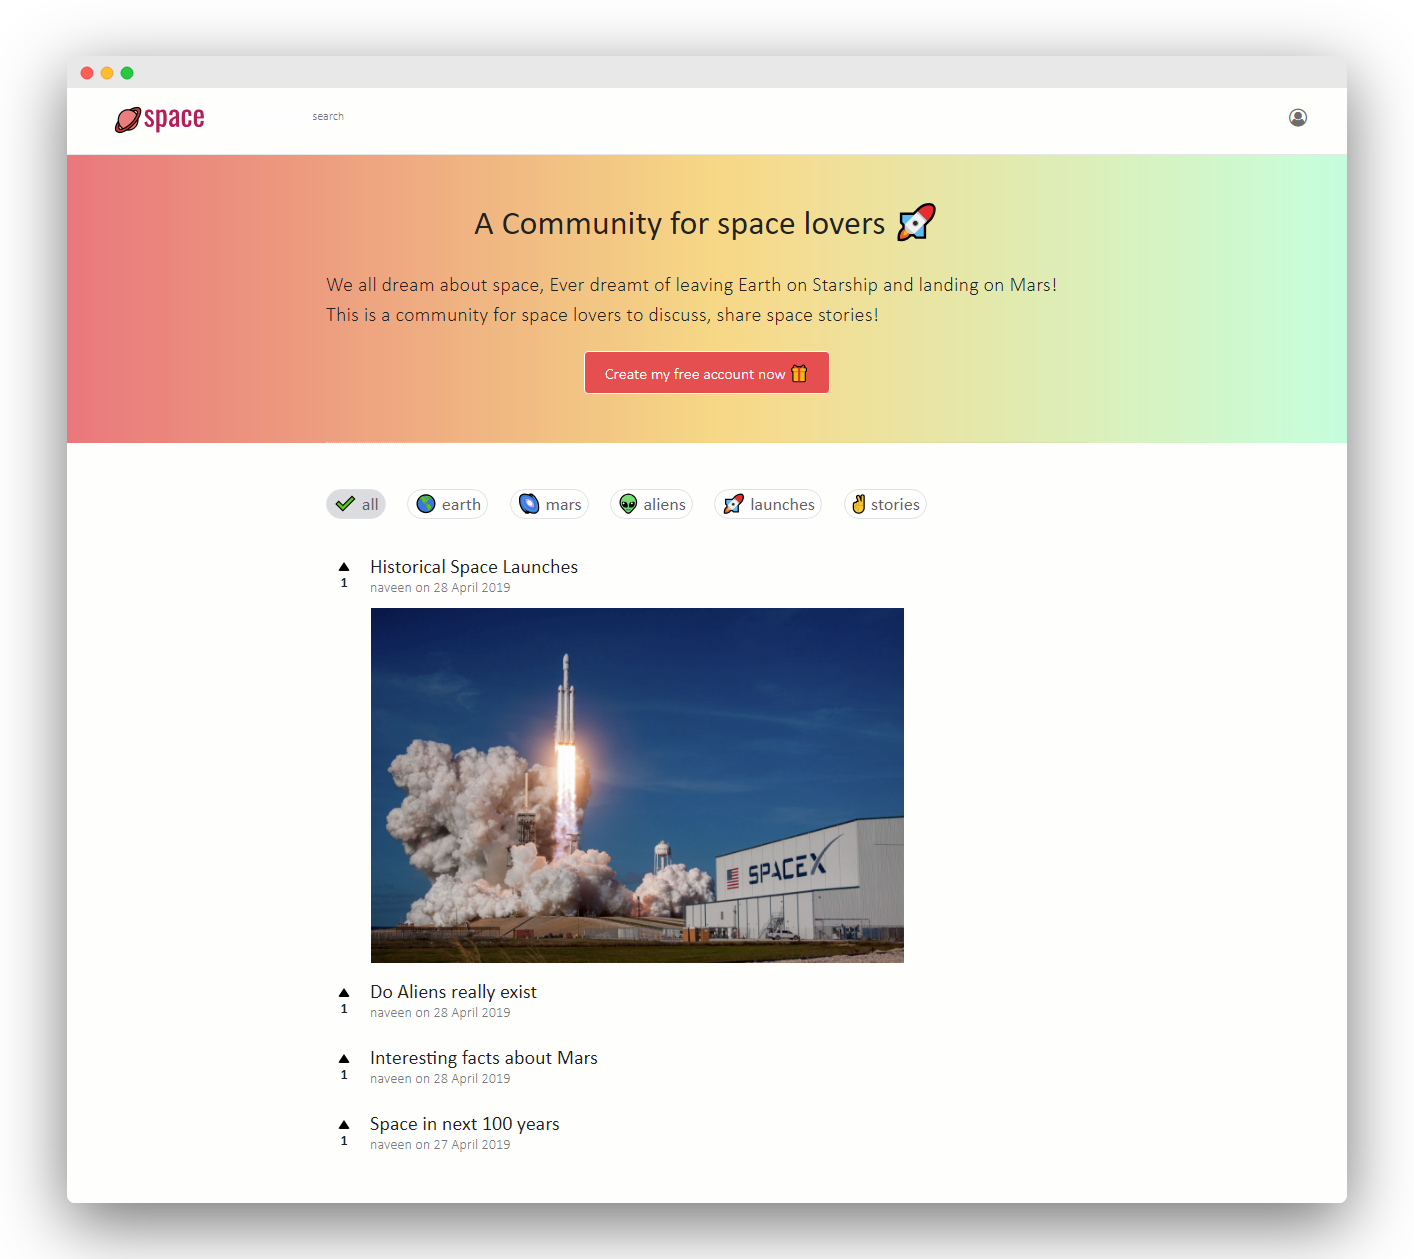 space
search
A Community for space lovers 🚀
We all dream about space, Ever dreamt of leaving Earth on Starship and landing on Mars!
This is a community for space lovers to discuss, share space stories!
Create my free account now 🎁
all earth mars aliens launches stories
Historical Space Launches
1
naveen on 28 April 2019
SPACEX
Do Aliens really exist
1
naveen on 28 April 2019
Interesting facts about Mars
1
naveen on 28 April 2019
Space in next 100 years
1
naveen on 27 April 2019